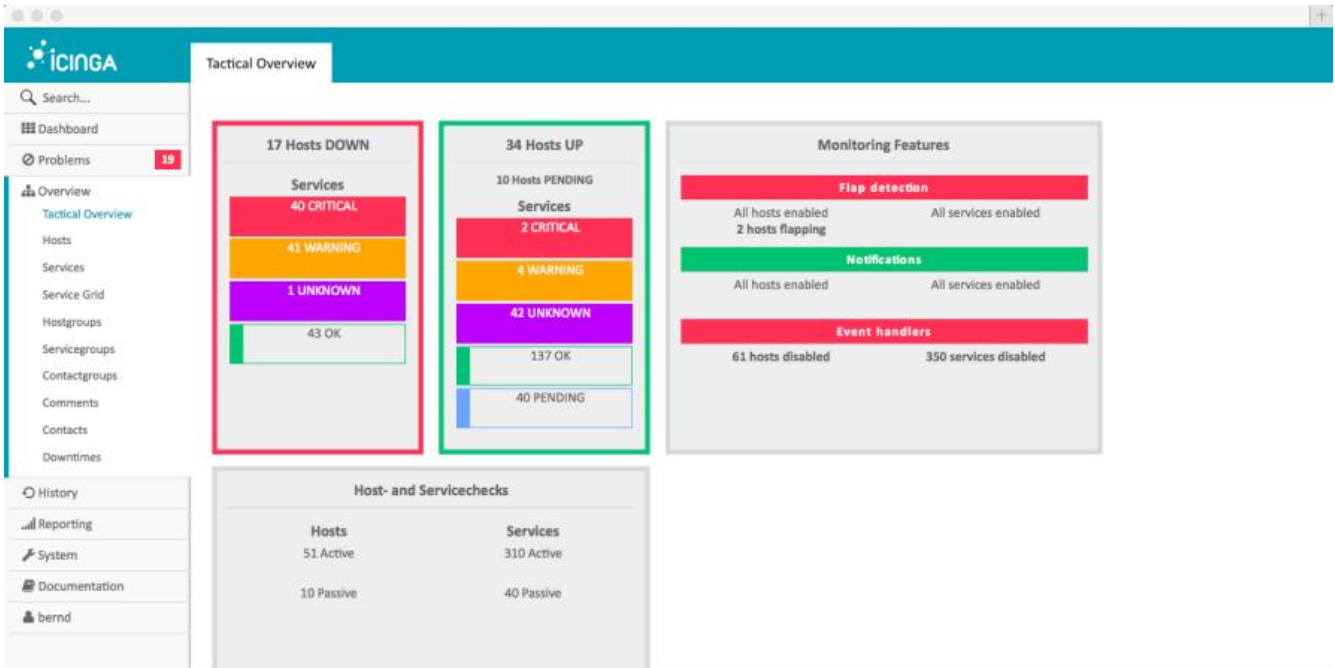 icinga
Tactical Overview
Search...
Dashboard
Problems 19
Overview
Tactical Overview
Hosts
Services
Service Grid
Hostgroups
Servicegroups
Contactgroups
Comments
Contacts
Downtimes
History
Reporting
System
Documentation
bernd
17 Hosts DOWN
Services
40 CRITICAL
41 WARNING
1 UNKNOWN
43 OK
34 Hosts UP
10 Hosts PENDING
Services
2 CRITICAL
4 WARNING
42 UNKNOWN
137 OK
40 PENDING
Monitoring Features
Flap detection
All hosts enabled All services enabled
2 hosts flapping
Notifications
All hosts enabled All services enabled
Event handlers
61 hosts disabled 350 services disabled
Host- and Servicechecks
Hosts Services
51 Active 310 Active
10 Passive 40 Passive